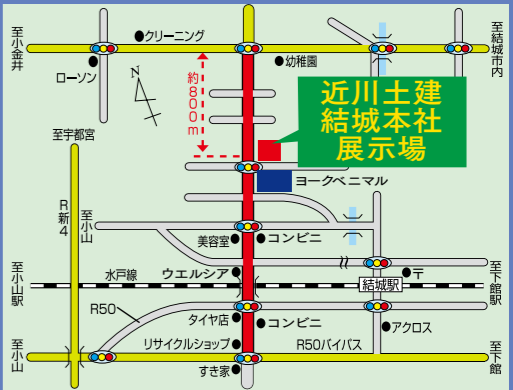 至小金井
クリーニング
至結城市内
ローソン
幼稚園
N
約800m
近川土建
結城本社
展示場
至宇都宮
ヨークベニマル
R新4
至小山
美容室
コンビニ
至小山駅
水戸線
ウエルシア
結城駅
〒
至下館駅
R50
タイヤ店
コンビニ
アクロス
至小山
リサイクルショップ
R50バイパス
至下館
すき家